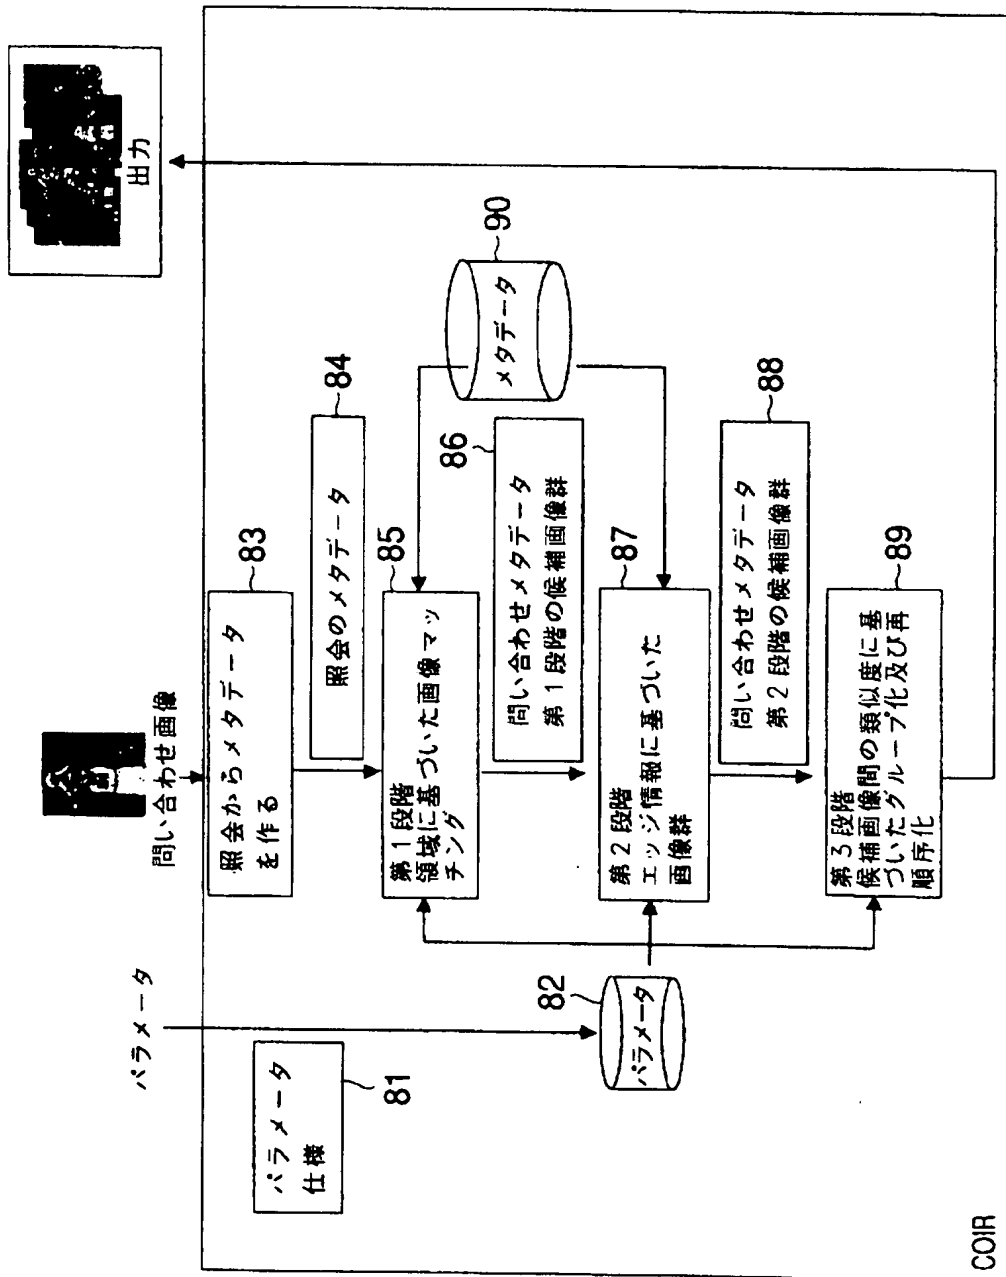 パラメータ
問い合わせ画像
出力
パラメータ
仕様
81
パラメータ
82
照会からメタデータ
を作る
83
照会のメタデータ
84
第1段階
領域に基づいた画像マッ
チング
85
問い合わせメタデータ
第1段階の候補画像群
86
メタデータ
90
第2段階
エッジ情報に基づいた
画像群
87
問い合わせメタデータ
第2段階の候補画像群
88
第3段階
候補画像間の類似度に基
づいたグループ化及び再
順序化
89
COIR